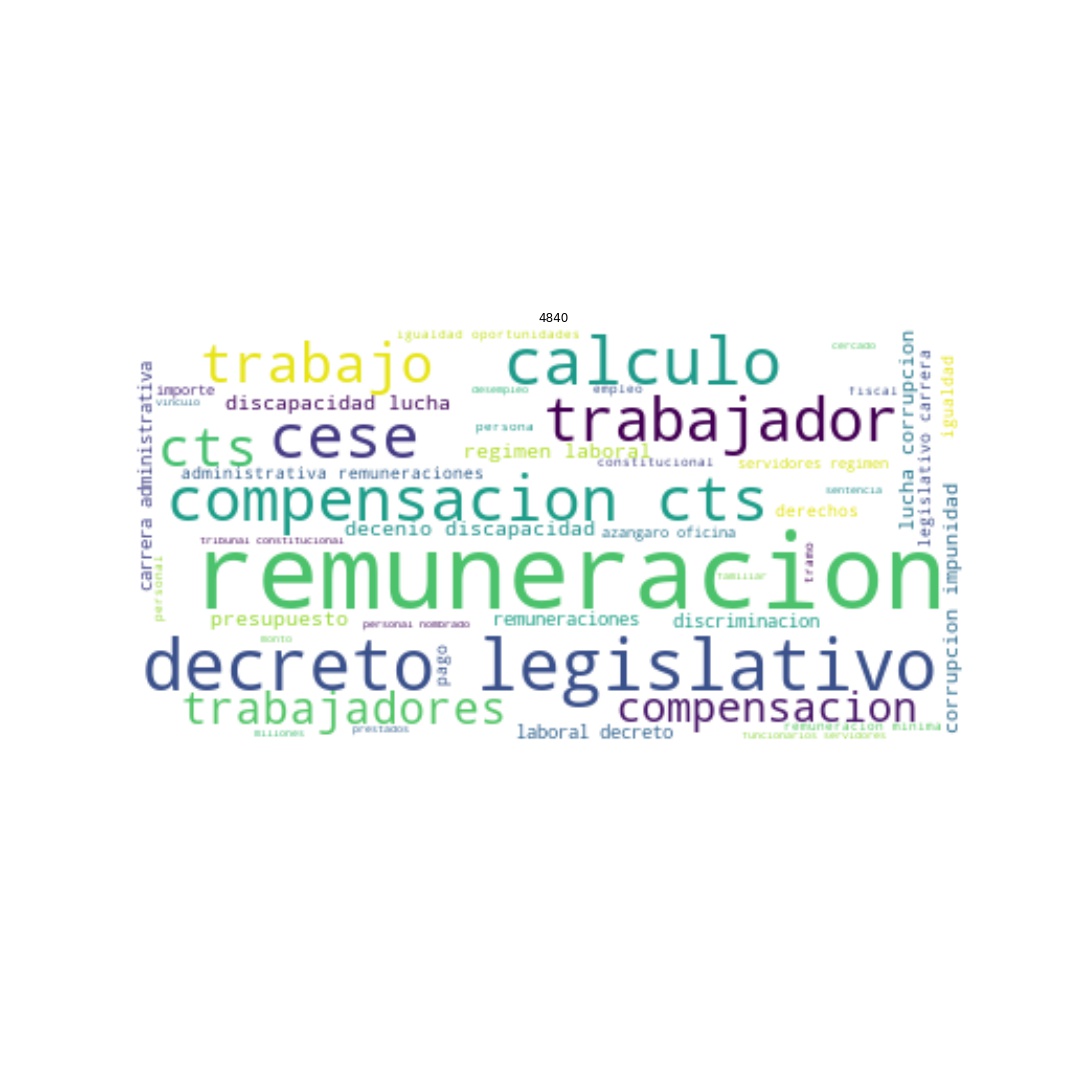 4840
igualdad oportunidades
trabajo
calculo
cercado
importe
vinculo
discapacidad lucha
desempleo
empleo
fiscal
trabajador
cts
cese
persona
regimen laboral
constitucional
servidores regimen
administrativa remuneraciones
compensacion cts
sentencia
derechos
decenio discapacidad
azangaro oficina
tribunal constitucional
remuneracion
familiar
tramo
presupuesto
personal nombrado
remuneraciones
discriminacion
monto
decreto legislativo
pago
trabajadores
compensacion
millones
prestados
laboral decreto
remuneracion minima
funcionarios servidores
carrera administrativa
personal
lucha corrupcion
legislativo carrera
igualdad
corrupcion impunidad